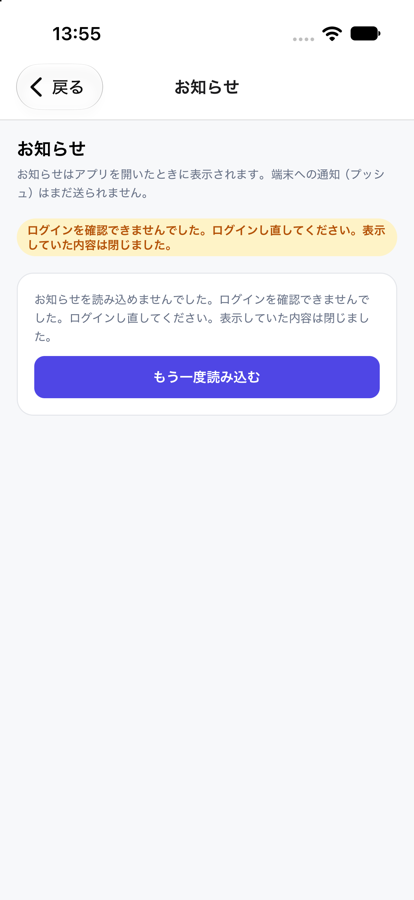 13:55
戻る
お知らせ
お知らせ
お知らせはアプリを開いたときに表示されます。端末への通知（プッシ
ュ）はまだ送られません。
ログインを確認できませんでした。ログインし直してください。表示
していた内容は閉じました。
お知らせを読み込めませんでした。ログインを確認できませんで
した。ログインし直してください。表示していた内容は閉じまし
た。
もう一度読み込む